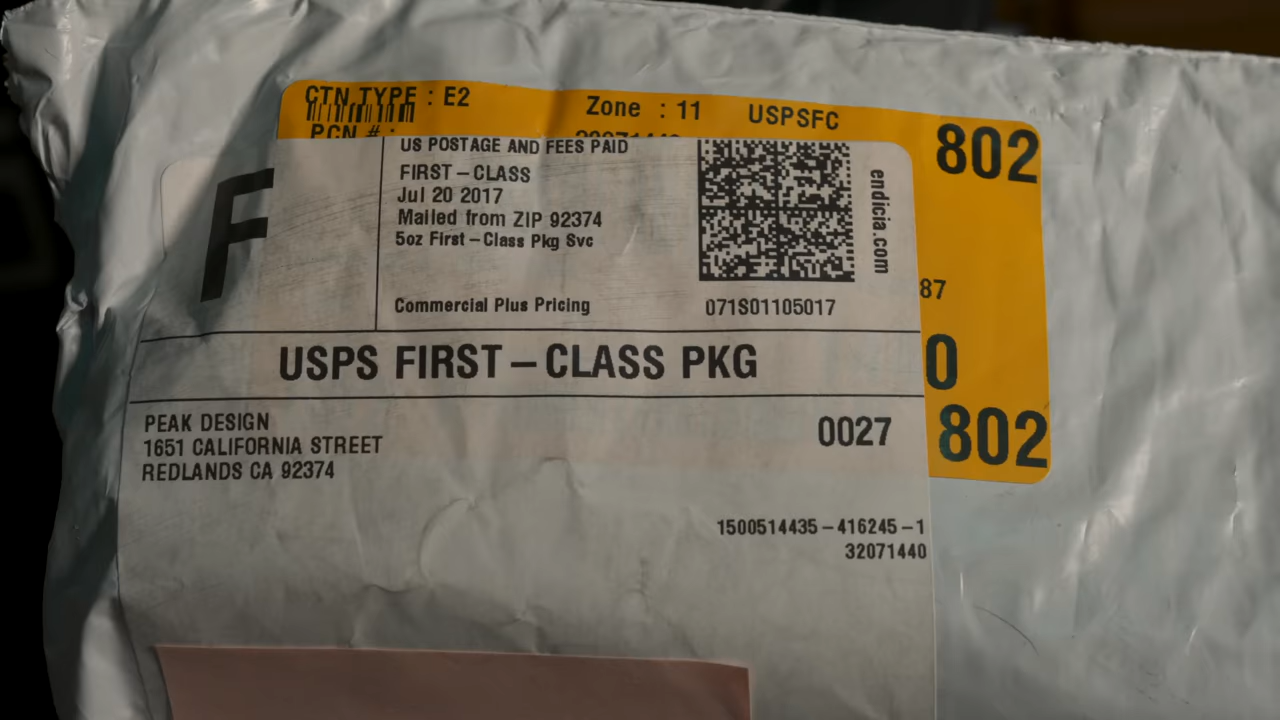 CTN TYPE : E2
Zone : 11 USPSFC
PCN # :
802
F
US POSTAGE AND FEES PAID
FIRST-CLASS
Jul 20 2017
Mailed from ZIP 92374
5oz First-Class Pkg Svc
endicia.com
Commercial Plus Pricing
071S01105017
87
USPS FIRST-CLASS PKG
0
PEAK DESIGN
1651 CALIFORNIA STREET
REDLANDS CA 92374
0027
802
1500514435-416245-1
32071440